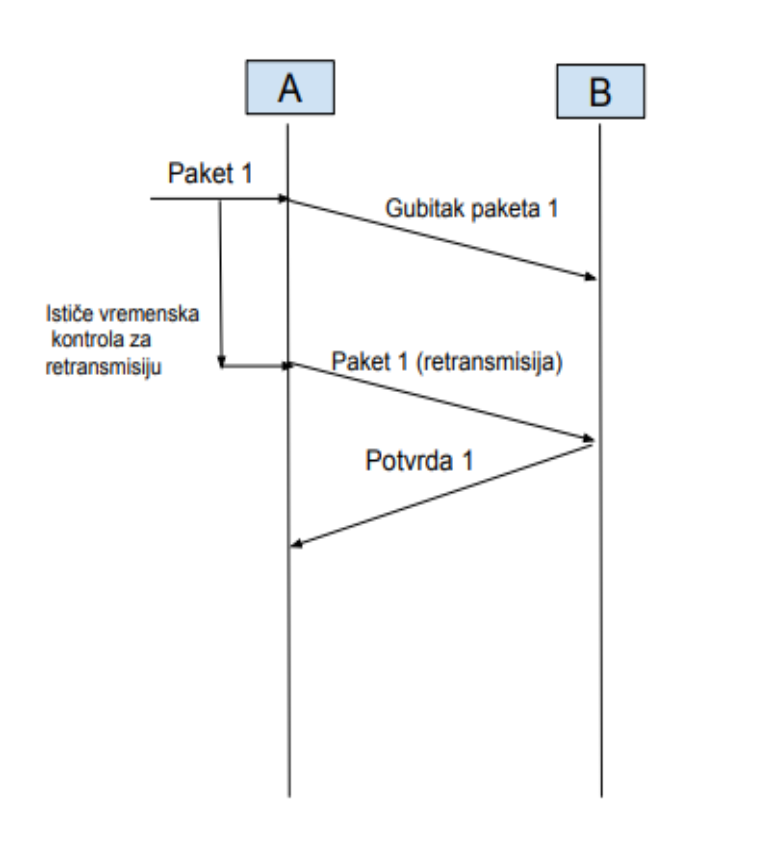 A
B
Paket 1
Gubitak paketa 1
Ističe vremenska
kontrola za
retransmisiju
Paket 1 (retransmisija)
Potvrda 1